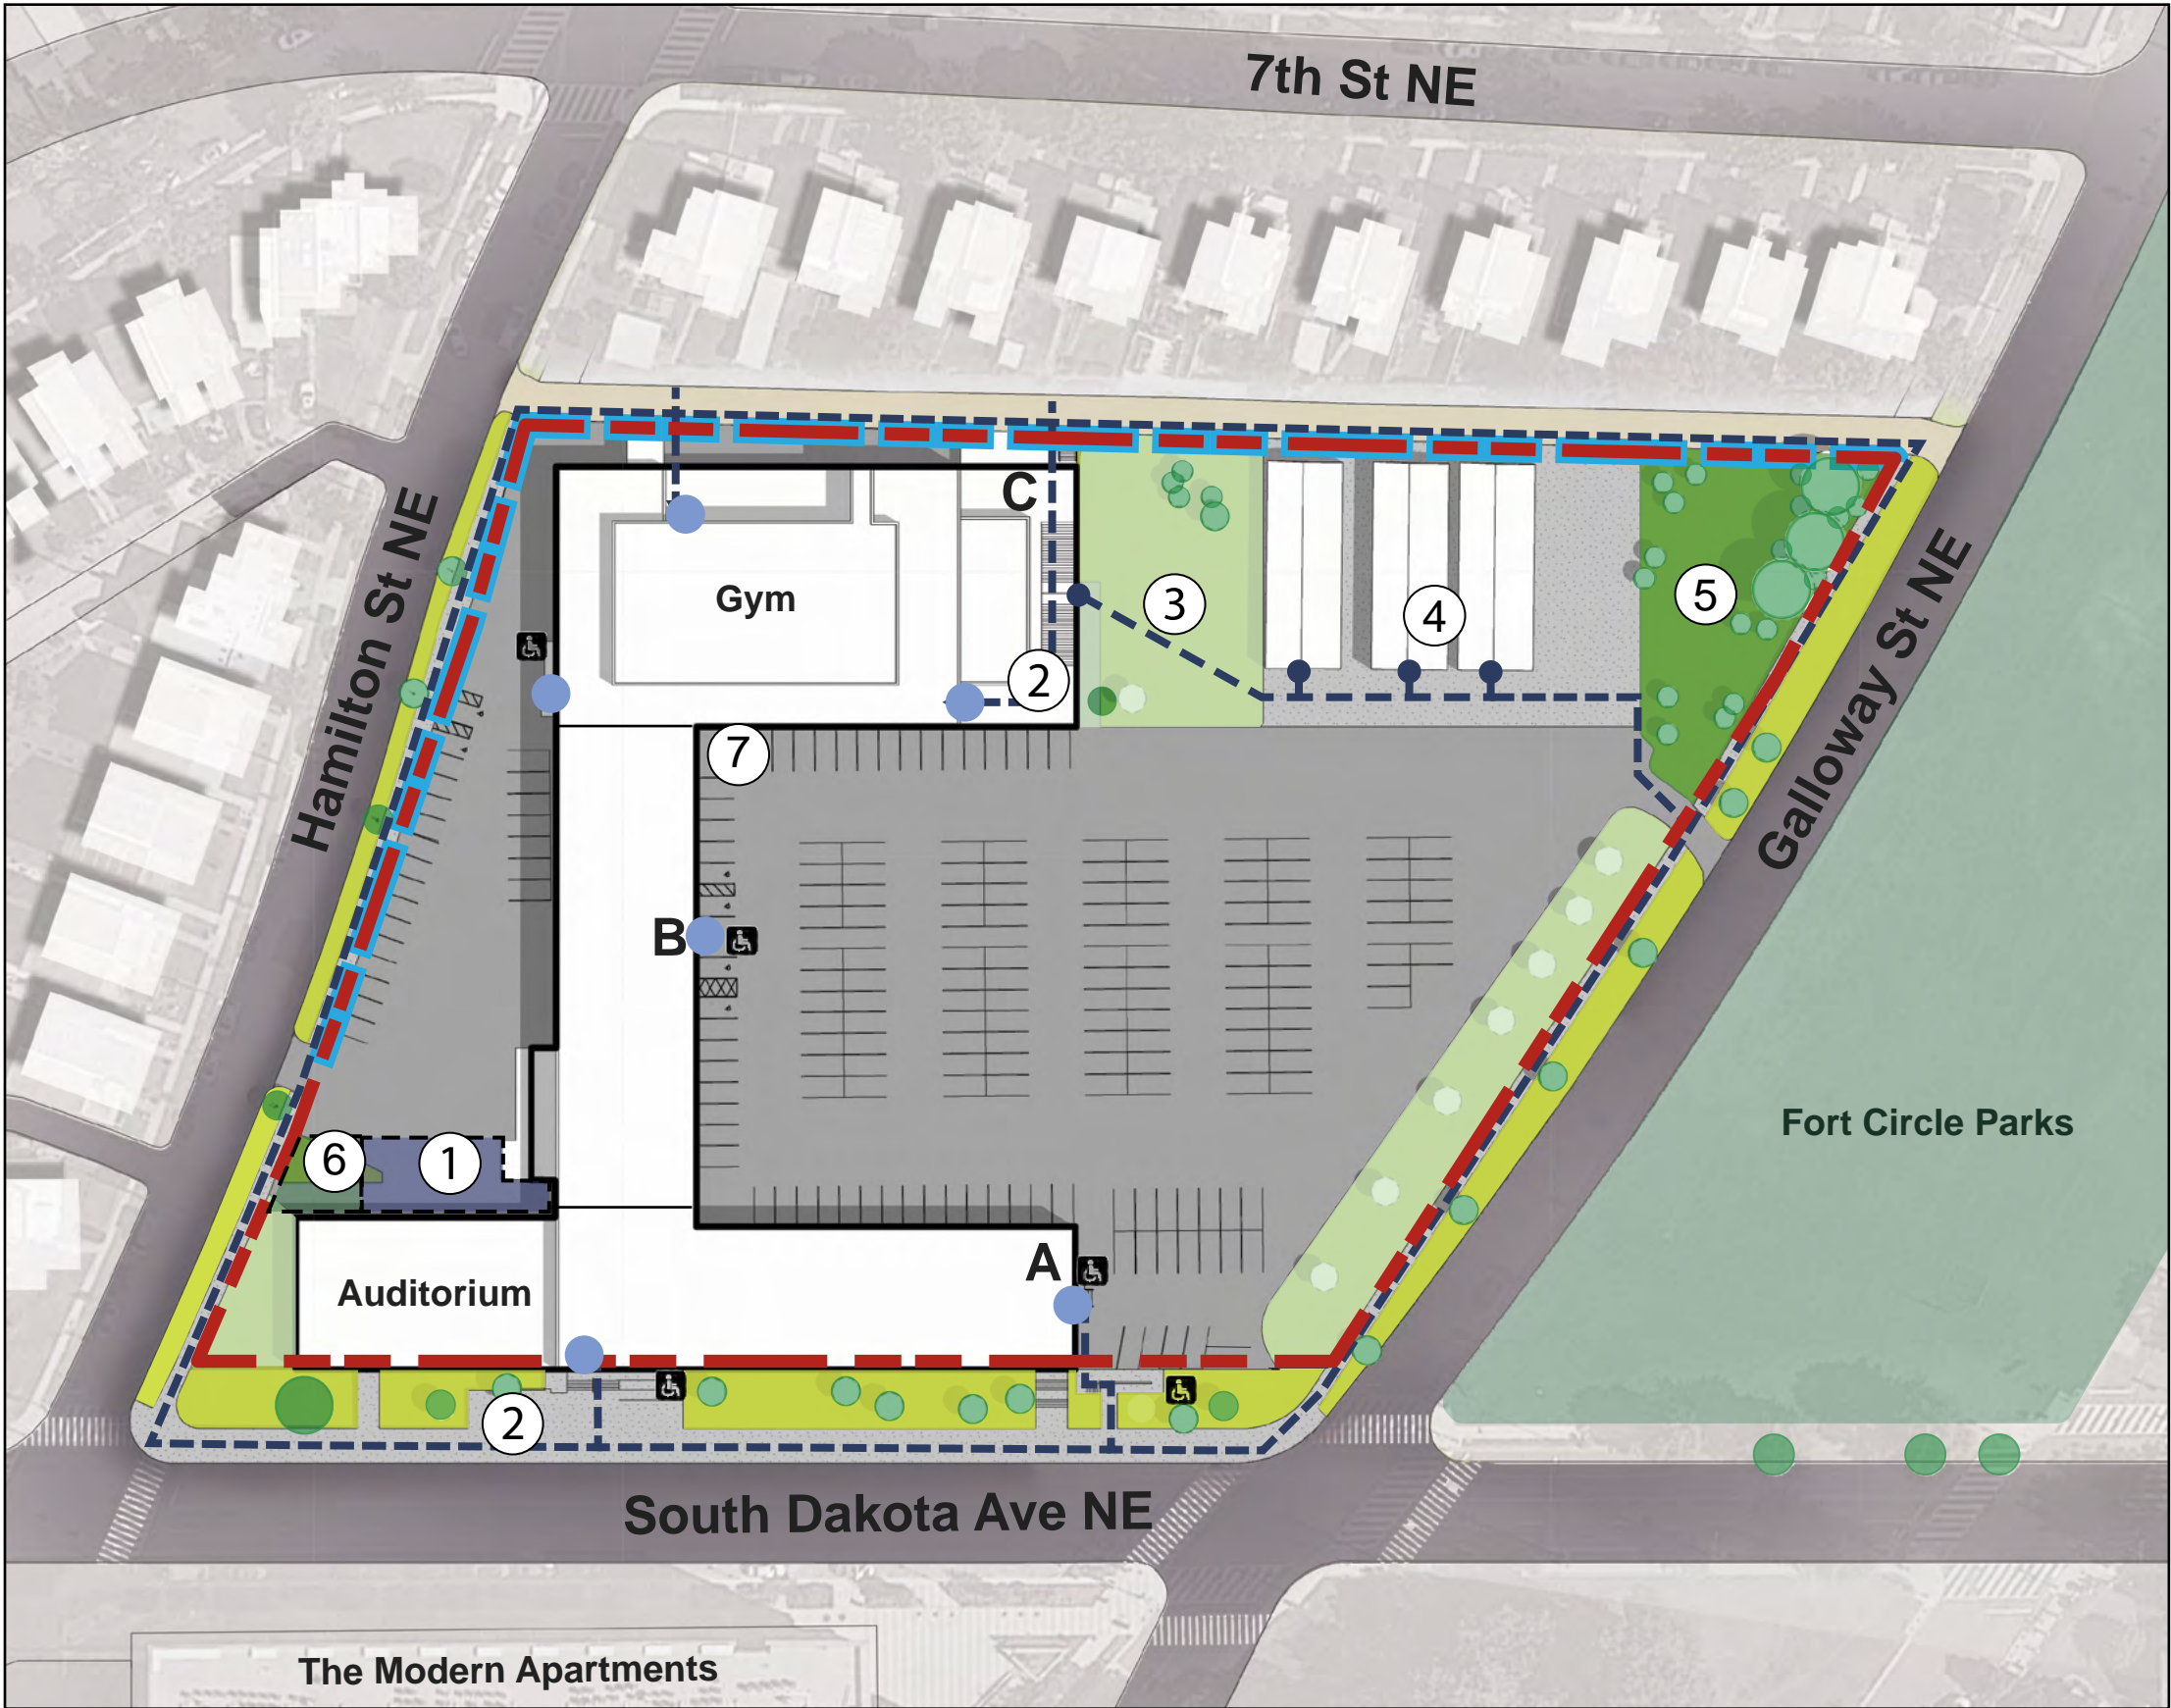 7th St NE
C
Hamilton St NE
Gym
3
4
5
Galloway St NE
2
7
B
Fort Circle Parks
6
1
A
Auditorium
2
South Dakota Ave NE
The Modern Apartments